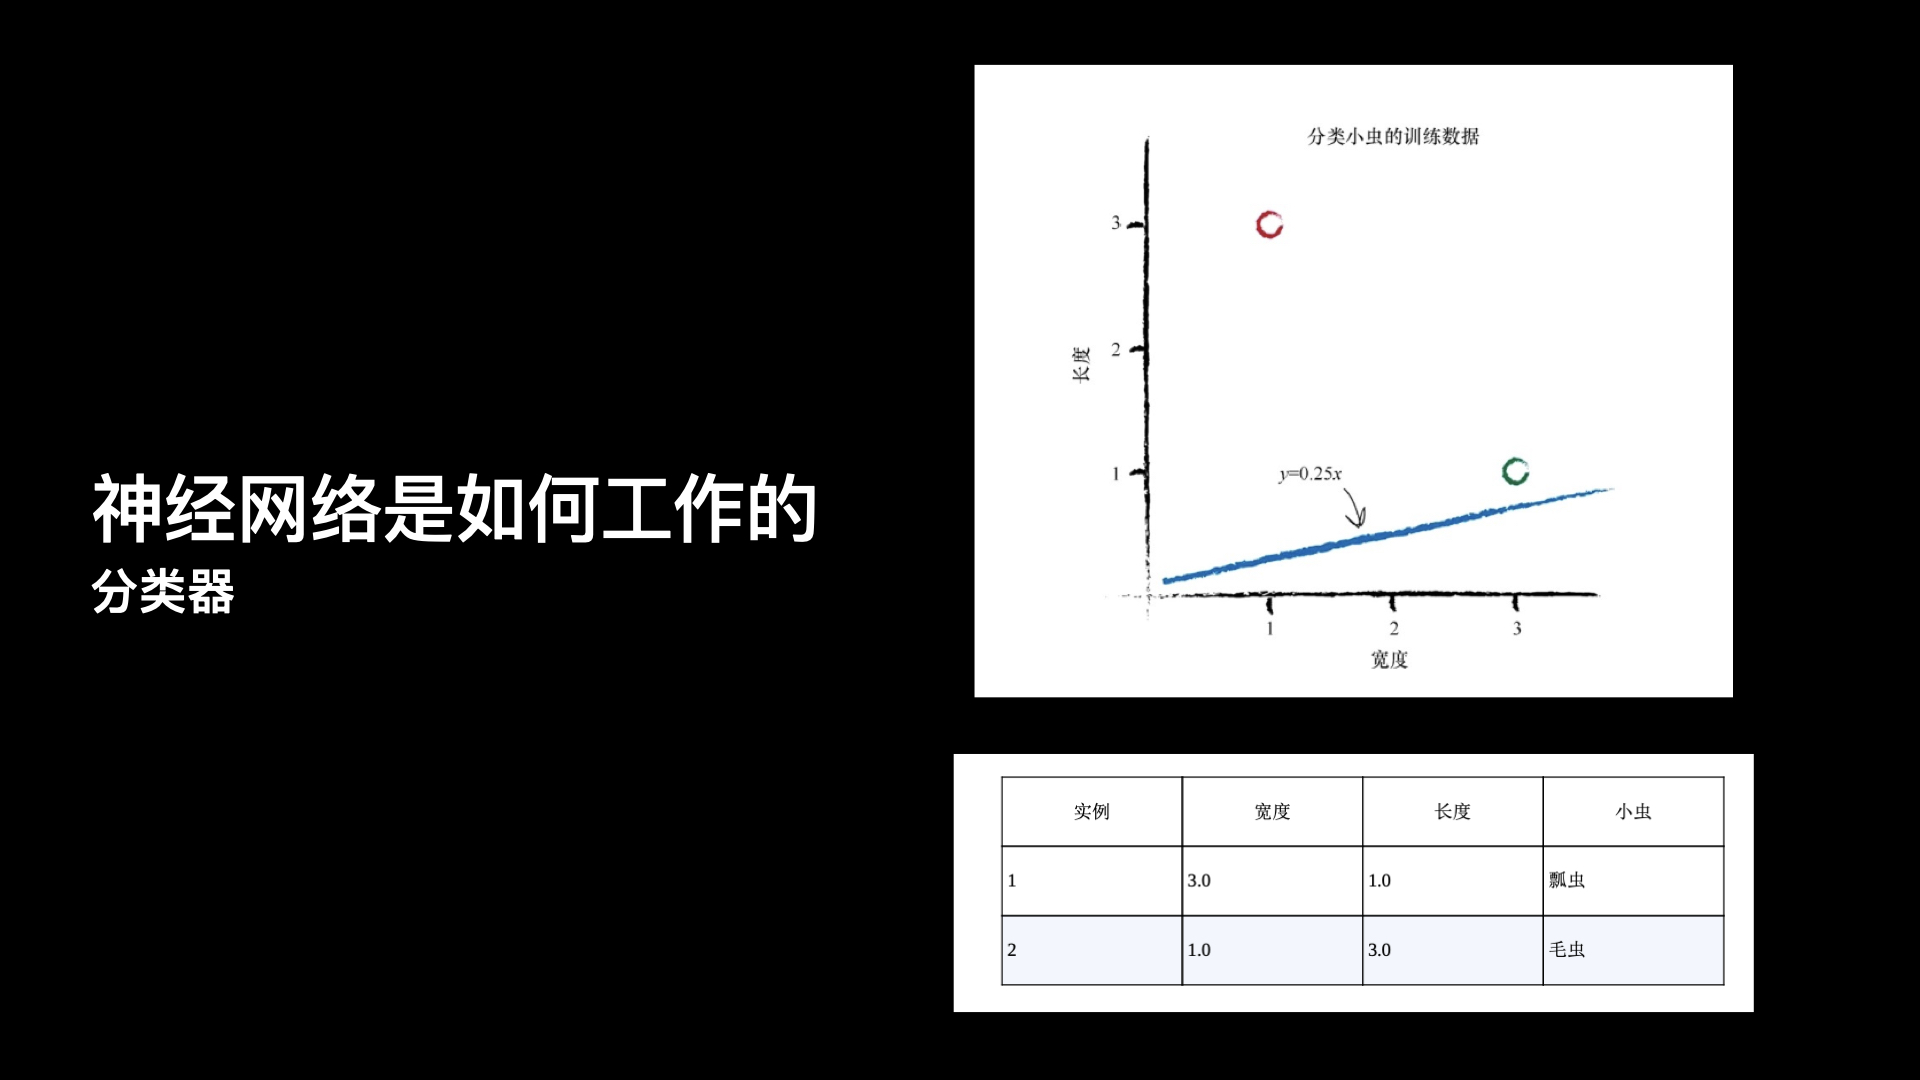 神经网络是如何工作的
分类器
分类小虫的训练数据
3
2
1
长度
y=0.25x
1 2 3
宽度
实例 宽度 长度 小虫
1 3.0 1.0 瓢虫
2 1.0 3.0 毛虫